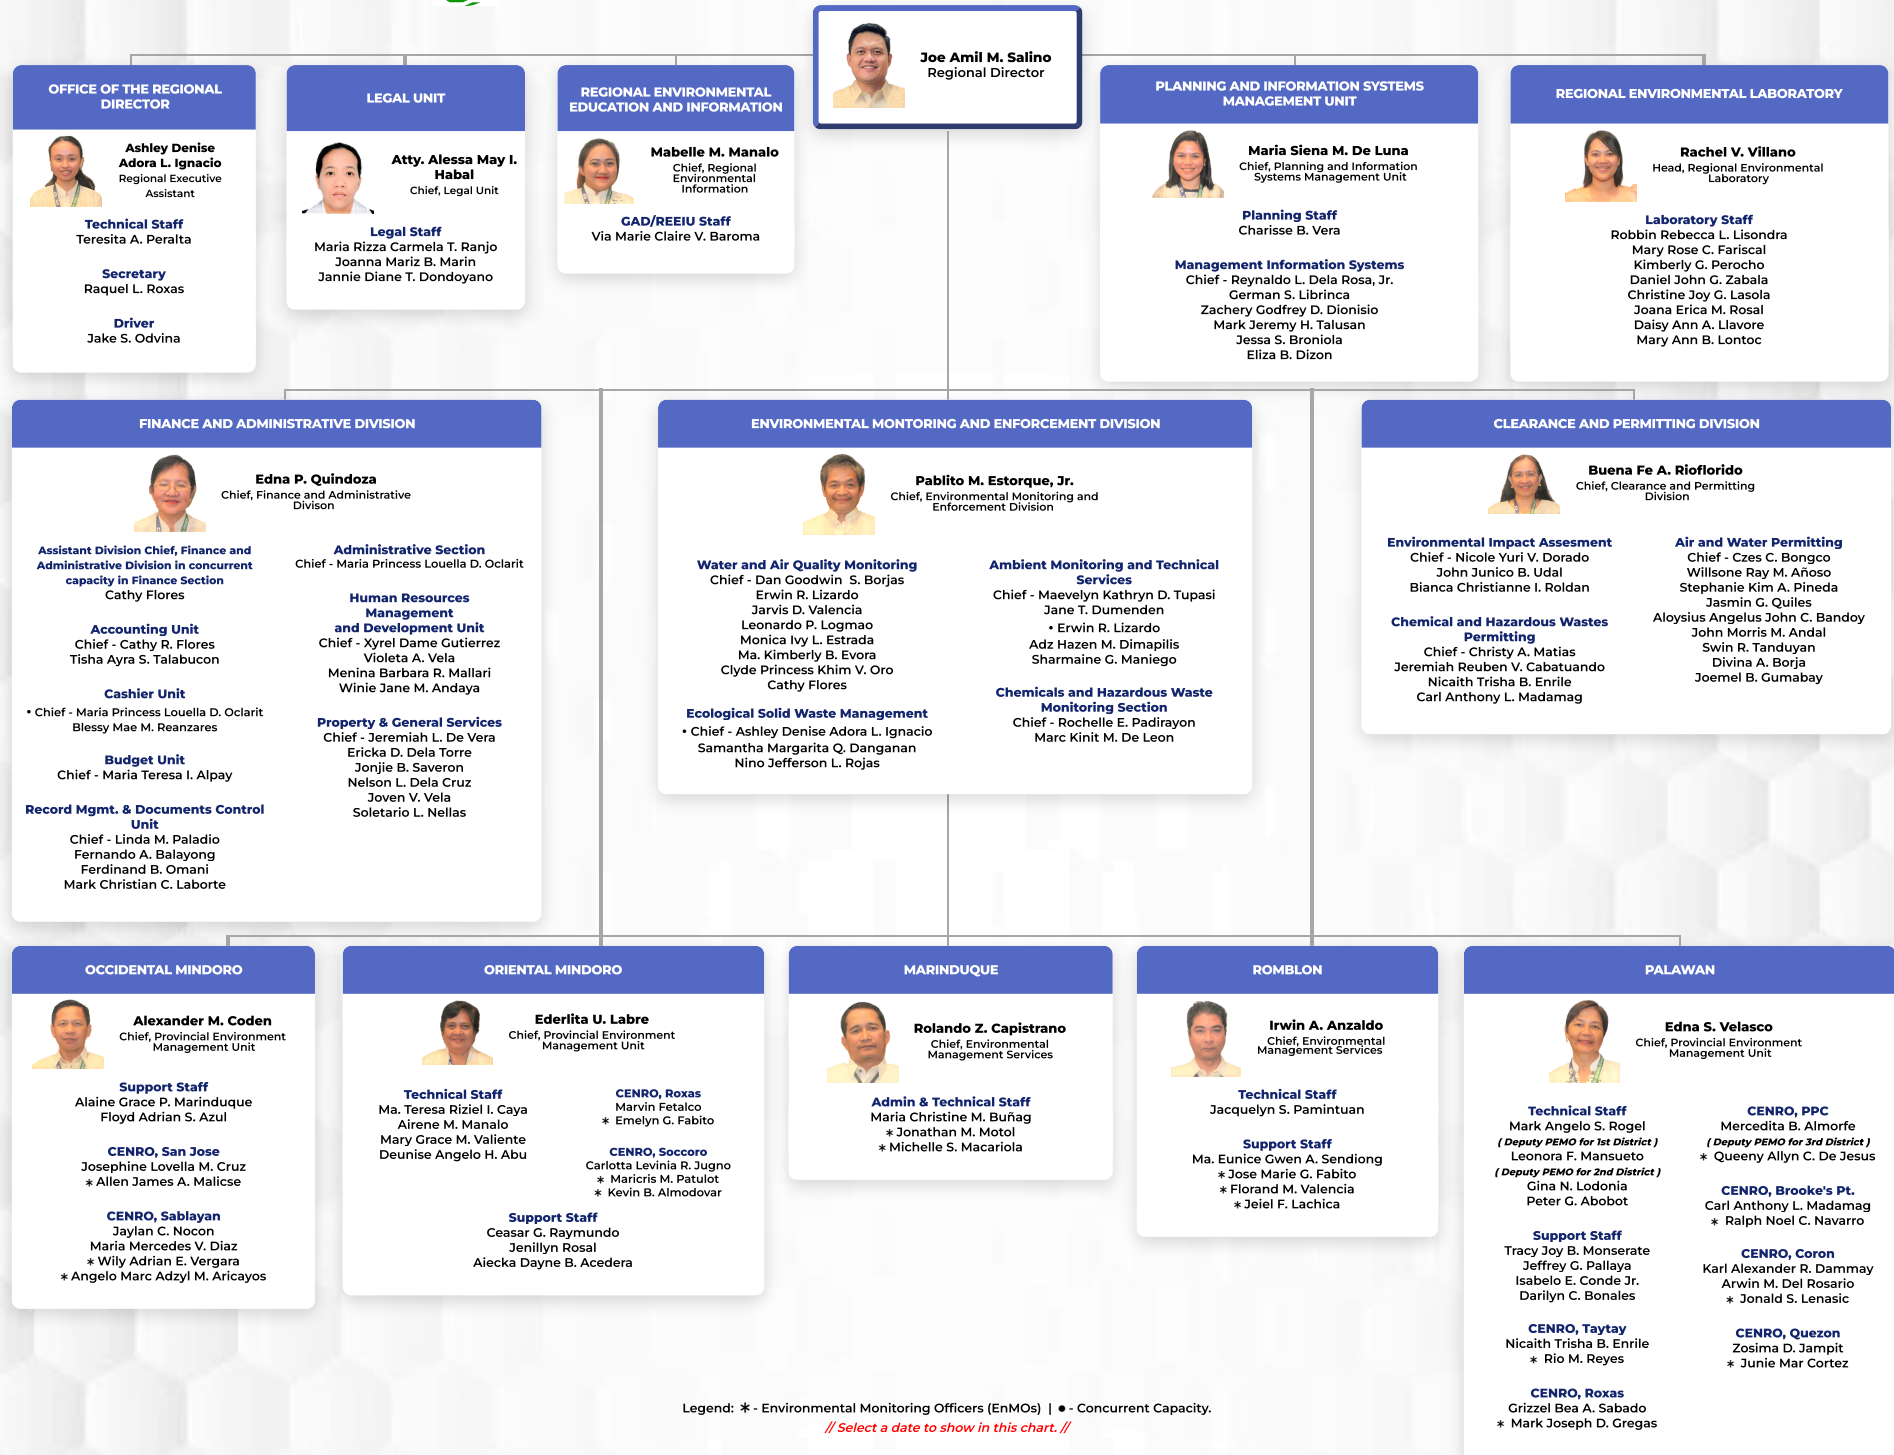 Joe Amil M. Salino
Regional Director
OFFICE OF THE REGIONAL
DIRECTOR
Ashley Denise
Adora L. Ignacio
Regional Executive
Assistant
Technical Staff
Teresita A. Peralta
Secretary
Raquel L. Roxas
Driver
Jake S. Odvina
LEGAL UNIT
Atty. Alessa May I.
Habal
Chief, Legal Unit
Legal Staff
Maria Rizza Carmela T. Ranjo
Joanna Mariz B. Marin
Jannie Diane T. Dondoyano
REGIONAL ENVIRONMENTAL
EDUCATION AND INFORMATION
Mabelle M. Manalo
Chief, Regional
Environmental
Information
GAD/REEIU Staff
Via Marie Claire V. Baroma
PLANNING AND INFORMATION SYSTEMS
MANAGEMENT UNIT
Maria Siena M. De Luna
Chief, Planning and Information
Systems Management Unit
Planning Staff
Charisse B. Vera
Management Information Systems
Chief - Reynaldo L. Dela Rosa, Jr.
German S. Librinca
Zachery Godfrey D. Dionisio
Mark Jeremy H. Talusan
Jessa S. Broniola
Eliza B. Dizon
REGIONAL ENVIRONMENTAL LABORATORY
Rachel V. Villano
Head, Regional Environmental
Laboratory
Laboratory Staff
Robbin Rebecca L. Lisondra
Mary Rose C. Fariscal
Kimberly G. Perocho
Daniel John G. Zabala
Christine Joy G. Lasola
Joana Erica M. Rosal
Daisy Ann A. Llavore
Mary Ann B. Lontoc
FINANCE AND ADMINISTRATIVE DIVISION
Edna P. Quindoza
Chief, Finance and Administrative
Divison
Assistant Division Chief, Finance and
Administrative Division in concurrent
capacity in Finance Section
Cathy Flores
Accounting Unit
Chief - Cathy R. Flores
Tisha Ayra S. Talabucon
Cashier Unit
• Chief - Maria Princess Louella D. Oclarit
Blessy Mae M. Reanzares
Budget Unit
Chief - Maria Teresa I. Alpay
Record Mgmt. & Documents Control
Unit
Chief - Linda M. Paladio
Fernando A. Balayong
Ferdinand B. Omani
Mark Christian C. Laborte
Administrative Section
Chief - Maria Princess Louella D. Oclarit
Human Resources
Management
and Development Unit
Chief - Xyrel Dame Gutierrez
Violeta A. Vela
Menina Barbara R. Mallari
Winie Jane M. Andaya
Property & General Services
Chief - Jeremiah L. De Vera
Ericka D. Dela Torre
Jonjie B. Saveron
Nelson L. Dela Cruz
Joven V. Vela
Soletario L. Nellas
ENVIRONMENTAL MONTORING AND ENFORCEMENT DIVISION
Pablito M. Estorque, Jr.
Chief, Environmental Monitoring and
Enforcement Division
Water and Air Quality Monitoring
Chief - Dan Goodwin S. Borjas
Erwin R. Lizardo
Jarvis D. Valencia
Leonardo P. Logmao
Monica Ivy L. Estrada
Ma. Kimberly B. Evora
Clyde Princess Khim V. Oro
Cathy Flores
Ecological Solid Waste Management
• Chief - Ashley Denise Adora L. Ignacio
Samantha Margarita Q. Danganan
Nino Jefferson L. Rojas
Ambient Monitoring and Technical
Services
Chief - Maevelyn Kathryn D. Tupasi
Jane T. Dumenden
• Erwin R. Lizardo
Adz Hazen M. Dimapilis
Sharmaine G. Maniego
Chemicals and Hazardous Waste
Monitoring Section
Chief - Rochelle E. Padirayon
Marc Kinit M. De Leon
CLEARANCE AND PERMITTING DIVISION
Buena Fe A. Rioflorido
Chief, Clearance and Permitting
Division
Environmental Impact Assesment
Chief - Nicole Yuri V. Dorado
John Junico B. Udal
Bianca Christianne I. Roldan
Chemical and Hazardous Wastes
Permitting
Chief - Christy A. Matias
Jeremiah Reuben V. Cabatuando
Nicaith Trisha B. Enrile
Carl Anthony L. Madamag
Air and Water Permitting
Chief - Czes C. Bongco
Willsone Ray M. Añoso
Stephanie Kim A. Pineda
Jasmin G. Quiles
Aloysius Angelus John C. Bandoy
John Morris M. Andal
Swin R. Tanduyan
Divina A. Borja
Joemel B. Gumabay
OCCIDENTAL MINDORO
Alexander M. Coden
Chief, Provincial Environment
Management Unit
Support Staff
Alaine Grace P. Marinduque
Floyd Adrian S. Azul
CENRO, San Jose
Josephine Lovella M. Cruz
* Allen James A. Malicse
CENRO, Sablayan
Jaylan C. Nocon
Maria Mercedes V. Diaz
* Wily Adrian E. Vergara
* Angelo Marc Adzyl M. Aricayos
ORIENTAL MINDORO
Ederlita U. Labre
Chief, Provincial Environment
Management Unit
Technical Staff
Ma. Teresa Riziel I. Caya
Airene M. Manalo
Mary Grace M. Valiente
Deunise Angelo H. Abu
CENRO, Roxas
Marvin Fetalco
* Emelyn G. Fabito
CENRO, Soccoro
Carlotta Levinia R. Jugno
* Maricris M. Patulot
* Kevin B. Almodovar
Support Staff
Ceasar G. Raymundo
Jenillyn Rosal
Aiecka Dayne B. Acedera
MARINDUQUE
Rolando Z. Capistrano
Chief, Environmental
Management Services
Admin & Technical Staff
Maria Christine M. Buñag
* Jonathan M. Motol
* Michelle S. Macariola
ROMBLON
Irwin A. Anzaldo
Chief, Environmental
Management Services
Technical Staff
Jacquelyn S. Pamintuan
Support Staff
Ma. Eunice Gwen A. Sendiong
* Jose Marie G. Fabito
* Florand M. Valencia
* Jeiel F. Lachica
PALAWAN
Edna S. Velasco
Chief, Provincial Environment
Management Unit
Technical Staff
Mark Angelo S. Rogel
( Deputy PEMO for 1st District )
Leonora F. Mansueto
( Deputy PEMO for 2nd District )
Gina N. Lodonia
Peter G. Abobot
Support Staff
Tracy Joy B. Monserate
Jeffrey G. Pallaya
Isabelo E. Conde Jr.
Darilyn C. Bonales
CENRO, Taytay
Nicaith Trisha B. Enrile
* Rio M. Reyes
CENRO, Roxas
Grizzel Bea A. Sabado
* Mark Joseph D. Gregas
CENRO, PPC
Mercedita B. Almorfe
( Deputy PEMO for 3rd District )
* Queeny Allyn C. De Jesus
CENRO, Brooke's Pt.
Carl Anthony L. Madamag
* Ralph Noel C. Navarro
CENRO, Coron
Karl Alexander R. Dammay
Arwin M. Del Rosario
* Jonald S. Lenasic
CENRO, Quezon
Zosima D. Jampit
* Junie Mar Cortez
Legend: * - Environmental Monitoring Officers (EnMOs) | ● - Concurrent Capacity.
// Select a date to show in this chart. //